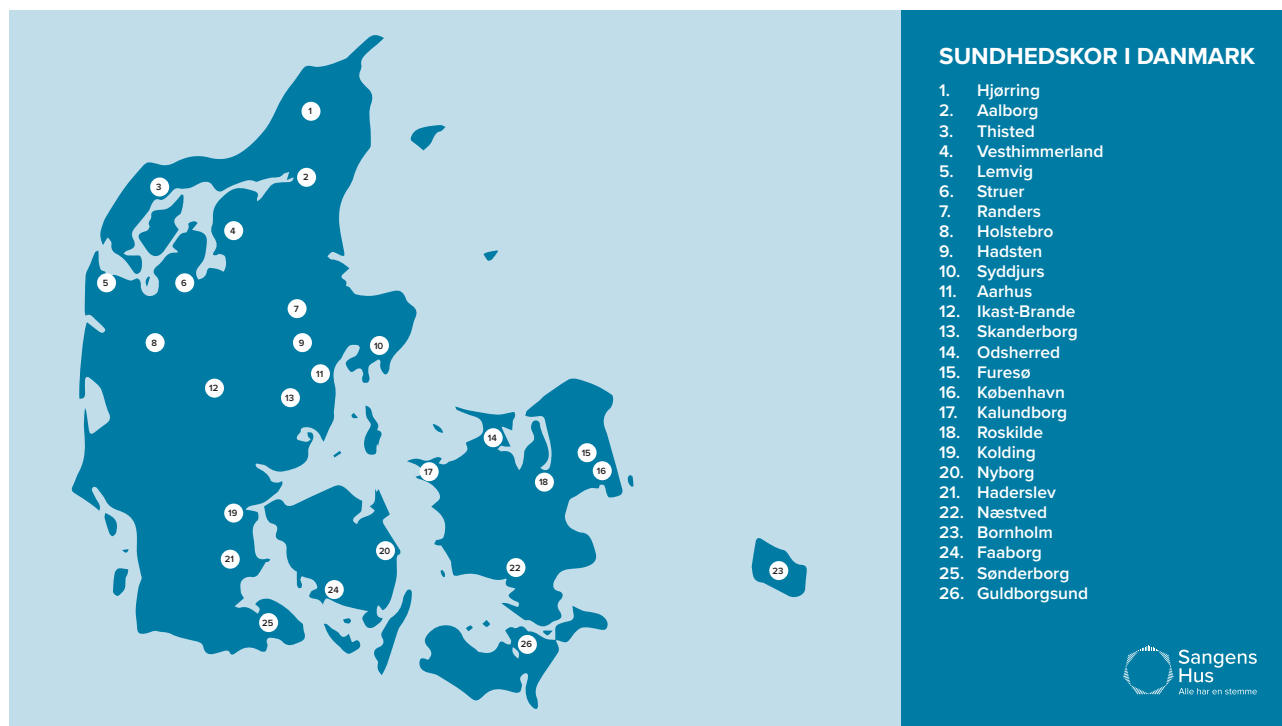 SUNDHEDSKOR I DANMARK
1. Hjørring
2. Aalborg
3. Thisted
4. Vesthimmerland
5. Lemvig
6. Struer
7. Randers
8. Holstebro
9. Hadsten
10. Syddjurs
11. Aarhus
12. Ikast-Brande
13. Skanderborg
14. Odsherred
15. Furesø
16. København
17. Kalundborg
18. Roskilde
19. Kolding
20. Nyborg
21. Haderslev
22. Næstved
23. Bornholm
24. Faaborg
25. Sønderborg
26. Guldborgsund
Sangens
Hus
Alle har en stemme
1
2
3
4
5
6
7
8
9
10
11
12
13
14
15
16
17
18
19
20
21
22
23
24
25
26